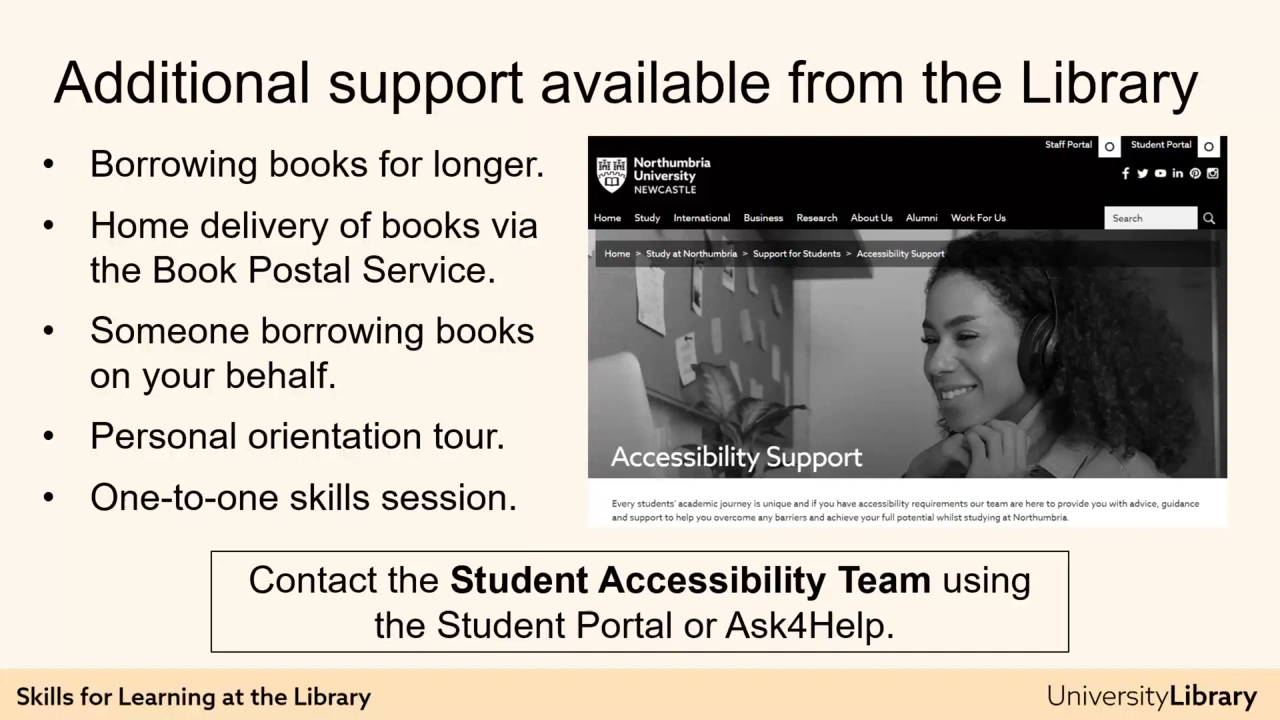 Additional support available from the Library
• Borrowing books for longer.
• Home delivery of books via
the Book Postal Service.
• Someone borrowing books
on your behalf.
• Personal orientation tour.
• One-to-one skills session.
Staff Portal
Student Portal
Northumbria
University
NEWCASTLE
Home Study International Business Research About Us Alumni Work For Us
Search
Home > Study at Northumbria > Support for Students > Accessibility Support
Accessibility Support
Every students' academic journey is unique and if you have accessibility requirements our team are here to provide you with advice, guidance
and support to help you overcome any barriers and achieve your full potential whilst studying at Northumbria.
Contact the Student Accessibility Team using
the Student Portal or Ask4Help.
Skills for Learning at the Library
UniversityLibrary